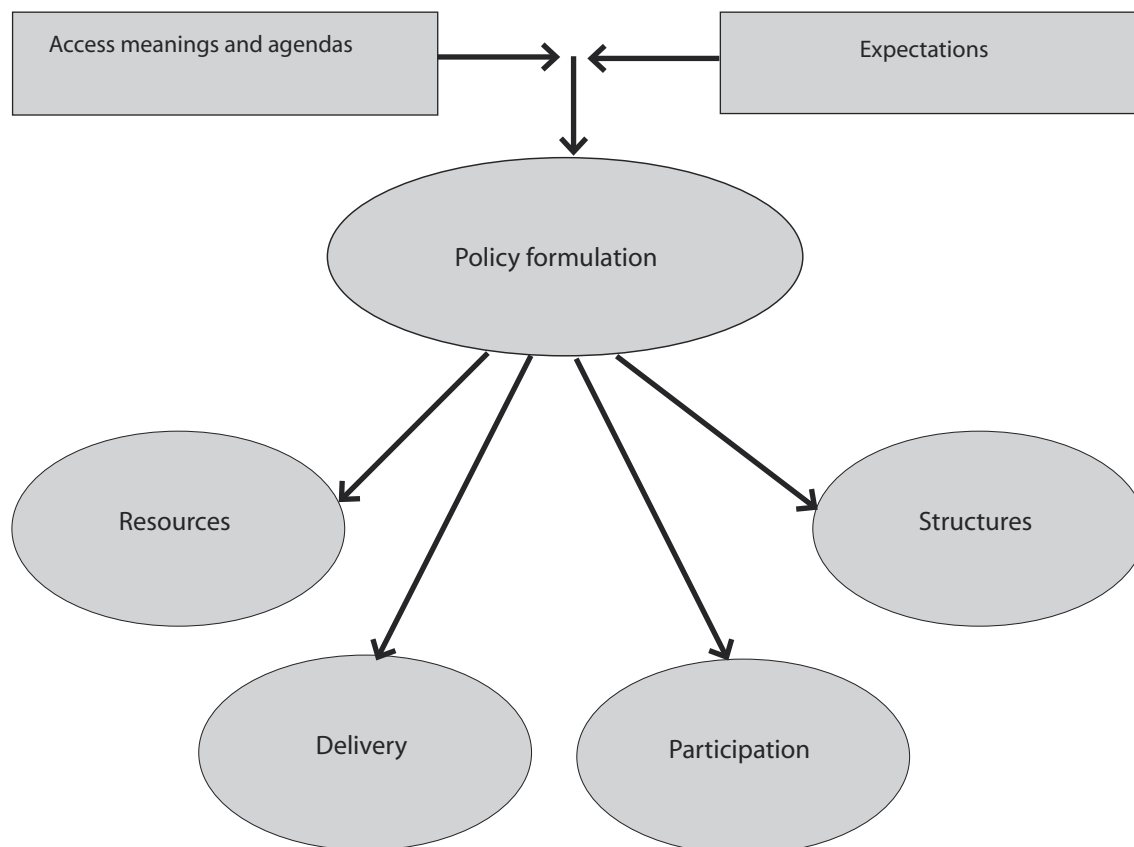 Access meanings and agendas
Expectations
Policy formulation
Resources
Structures
Delivery
Participation